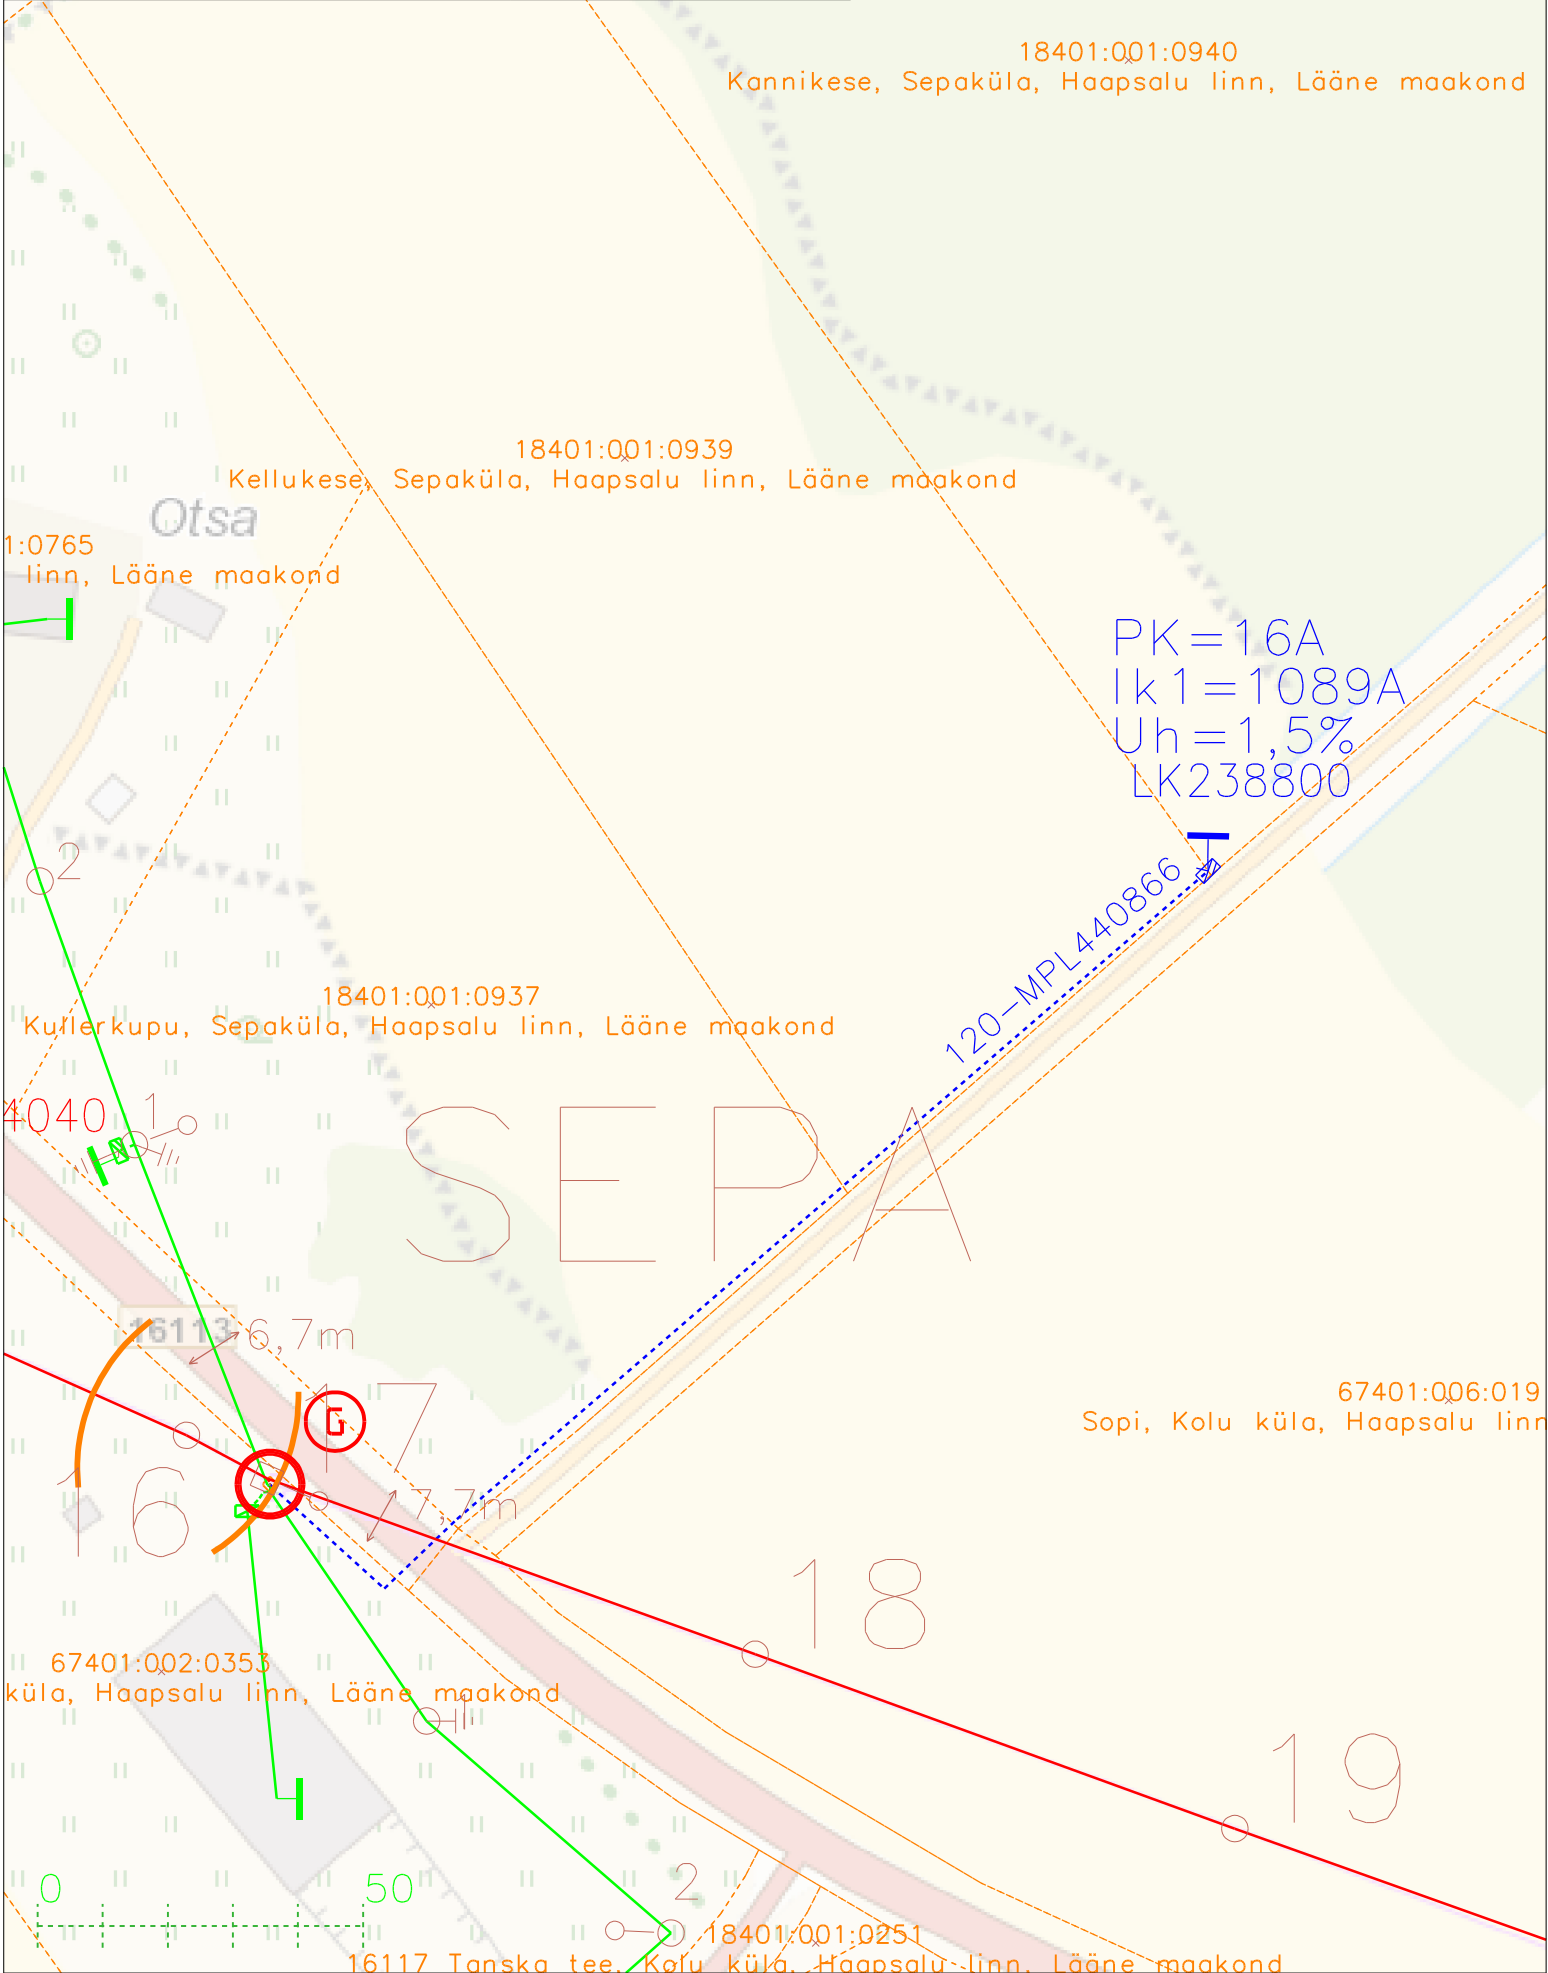 18401:001:0940
Kannikese, Sepaküla, Haapsalu linn, Lääne maakond
18401:001:0939
Kellukese, Sepaküla, Haapsalu linn, Lääne maakond
Otsa
1:0765
linn, Lääne maakond
PK=16A
Ik1=1089A
Uh=1,5%
LK238800
2
120-MPL440866
18401:001:0937
Kullerkupu, Sepaküla, Haapsalu linn, Lääne maakond
4040
1
SEPA
16113
6,7m
17
G
67401:006:019
Sopi, Kolu küla, Haapsalu linn
16
7,7m
18
67401:002:0353
küla, Haapsalu linn, Lääne maakond
1
19
0
50
2
18401:001:0251
16117 Tanska tee, Kolu küla, Haapsalu linn, Lääne maakond